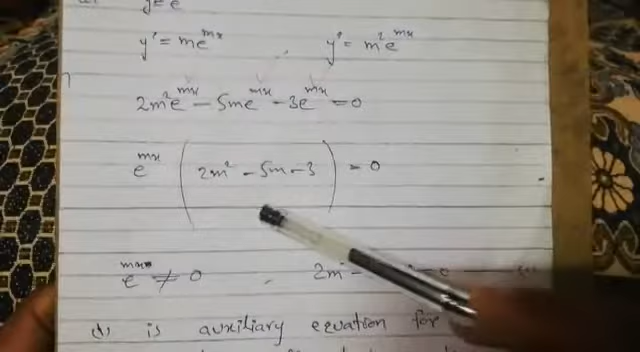 y = e
y' = me^{mx} , y'' = m²e^{mx}
2m²e^{mx} - 5me^{mx} - 3e^{mx} = 0
e^{mx} ( 2m² - 5m - 3 ) = 0
e^{mx} ≠ 0 , 2m
is auxiliary equation for